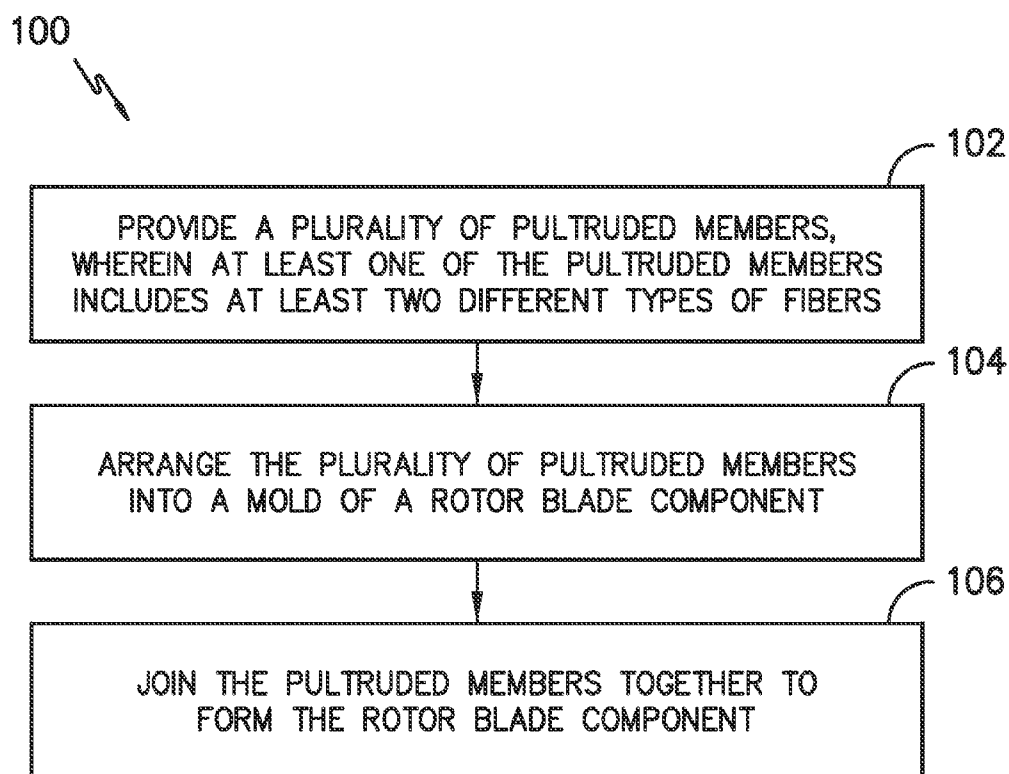 100
102
PROVIDE A PLURALITY OF PULTRUDED MEMBERS,
WHEREIN AT LEAST ONE OF THE PULTRUDED MEMBERS
INCLUDES AT LEAST TWO DIFFERENT TYPES OF FIBERS
104
ARRANGE THE PLURALITY OF PULTRUDED MEMBERS
INTO A MOLD OF A ROTOR BLADE COMPONENT
106
JOIN THE PULTRUDED MEMBERS TOGETHER TO
FORM THE ROTOR BLADE COMPONENT